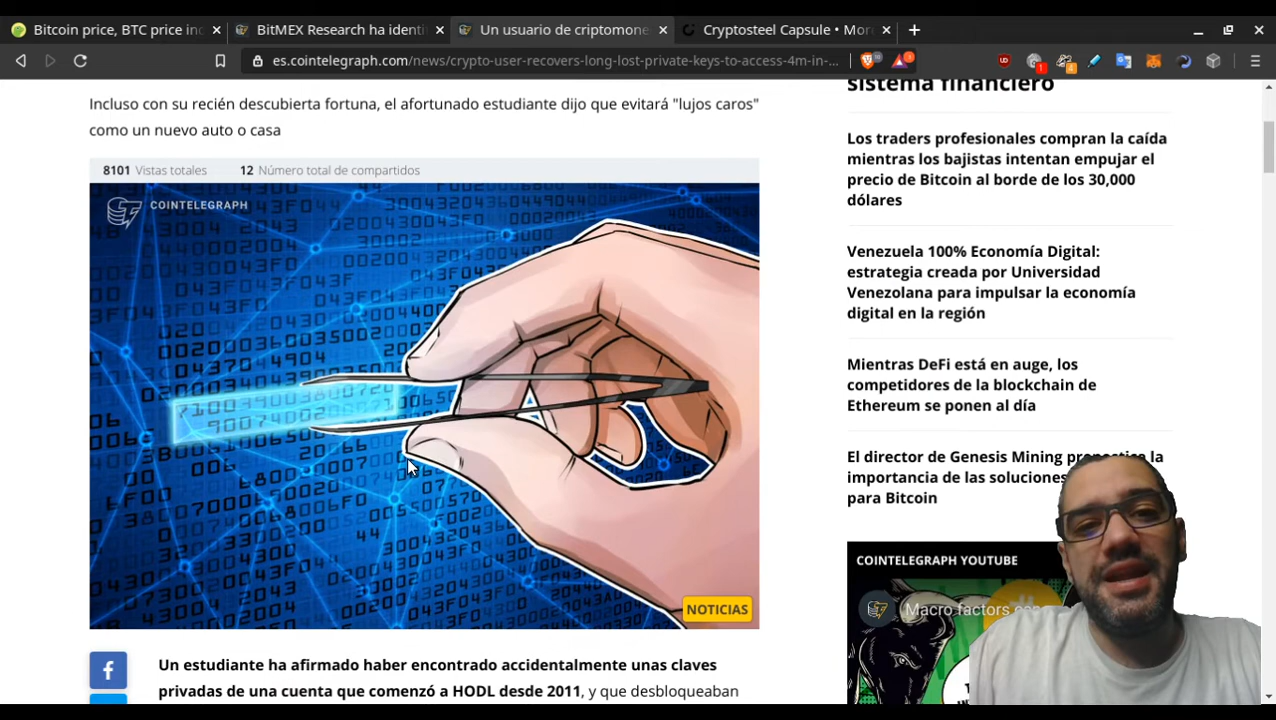 Bitcoin price, BTC price inc
BitMEX Research ha identi
Un usuario de criptomone
Cryptosteel Capsule • Mor
es.cointelegraph.com/news/crypto-user-recovers-long-lost-private-keys-to-access-4m-in-...
Incluso con su recién descubierta fortuna, el afortunado estudiante dijo que evitará "lujos caros"
como un nuevo auto o casa
8101 Vistas totales 12 Número total de compartidos
COINTELEGRAPH
NOTICIAS
Un estudiante ha afirmado haber encontrado accidentalmente unas claves
privadas de una cuenta que comenzó a HODL desde 2011, y que desbloqueaban
sistema financiero
Los traders profesionales compran la caída
mientras los bajistas intentan empujar el
precio de Bitcoin al borde de los 30,000
dólares
Venezuela 100% Economía Digital:
estrategia creada por Universidad
Venezolana para impulsar la economía
digital en la región
Mientras DeFi está en auge, los
competidores de la blockchain de
Ethereum se ponen al día
El director de Genesis Mining la
importancia de las soluciones
para Bitcoin
COINTELEGRAPH YOUTUBE
Macro factors